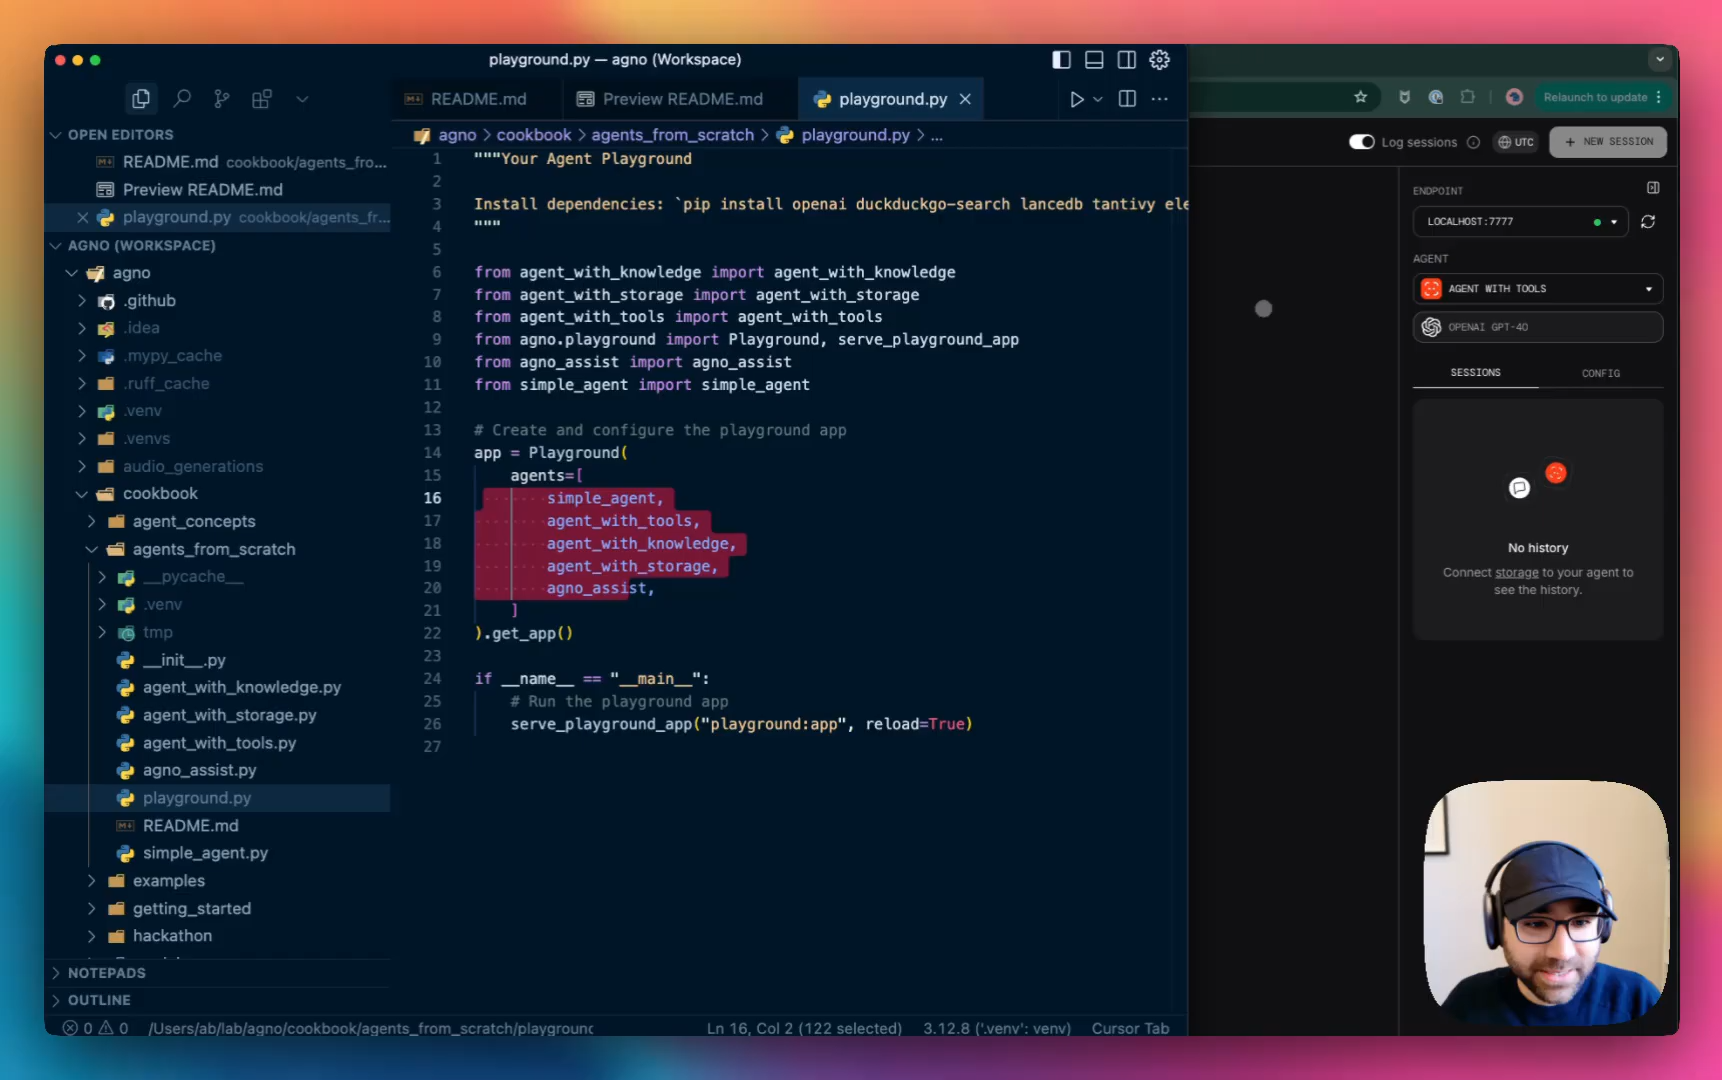 playground.py — agno (Workspace)
OPEN EDITORS
README.md cookbook/agents_fro...
Preview README.md
playground.py cookbook/agents_fr...
AGNO (WORKSPACE)
agno
.github
.idea
.mypy_cache
.ruff_cache
.venv
.venvs
audio_generations
cookbook
agent_concepts
agents_from_scratch
__pycache__
.venv
tmp
__init__.py
agent_with_knowledge.py
agent_with_storage.py
agent_with_tools.py
agno_assist.py
playground.py
README.md
simple_agent.py
examples
getting_started
hackathon
NOTEPADS
OUTLINE
README.md
Preview README.md
playground.py
agno > cookbook > agents_from_scratch > playground.py > ...
1 """Your Agent Playground
2
3 Install dependencies: `pip install openai duckduckgo-search lancedb tantivy ele
4 """
5
6 from agent_with_knowledge import agent_with_knowledge
7 from agent_with_storage import agent_with_storage
8 from agent_with_tools import agent_with_tools
9 from agno.playground import Playground, serve_playground_app
10 from agno_assist import agno_assist
11 from simple_agent import simple_agent
12
13 # Create and configure the playground app
14 app = Playground(
15 agents=[
16 simple_agent,
17 agent_with_tools,
18 agent_with_knowledge,
19 agent_with_storage,
20 agno_assist,
21 ]
22 ).get_app()
23
24 if __name__ == "__main__":
25 # Run the playground app
26 serve_playground_app("playground:app", reload=True)
27
0 0 /Users/ab/lab/agno/cookbook/agents_from_scratch/playground
Ln 16, Col 2 (122 selected) 3.12.8 ('.venv': venv) Cursor Tab
Relaunch to update
Log sessions
UTC
+ NEW SESSION
ENDPOINT
LOCALHOST:7777
AGENT
AGENT WITH TOOLS
OPENAI GPT-4O
SESSIONS CONFIG
No history
Connect storage to your agent to
see the history.